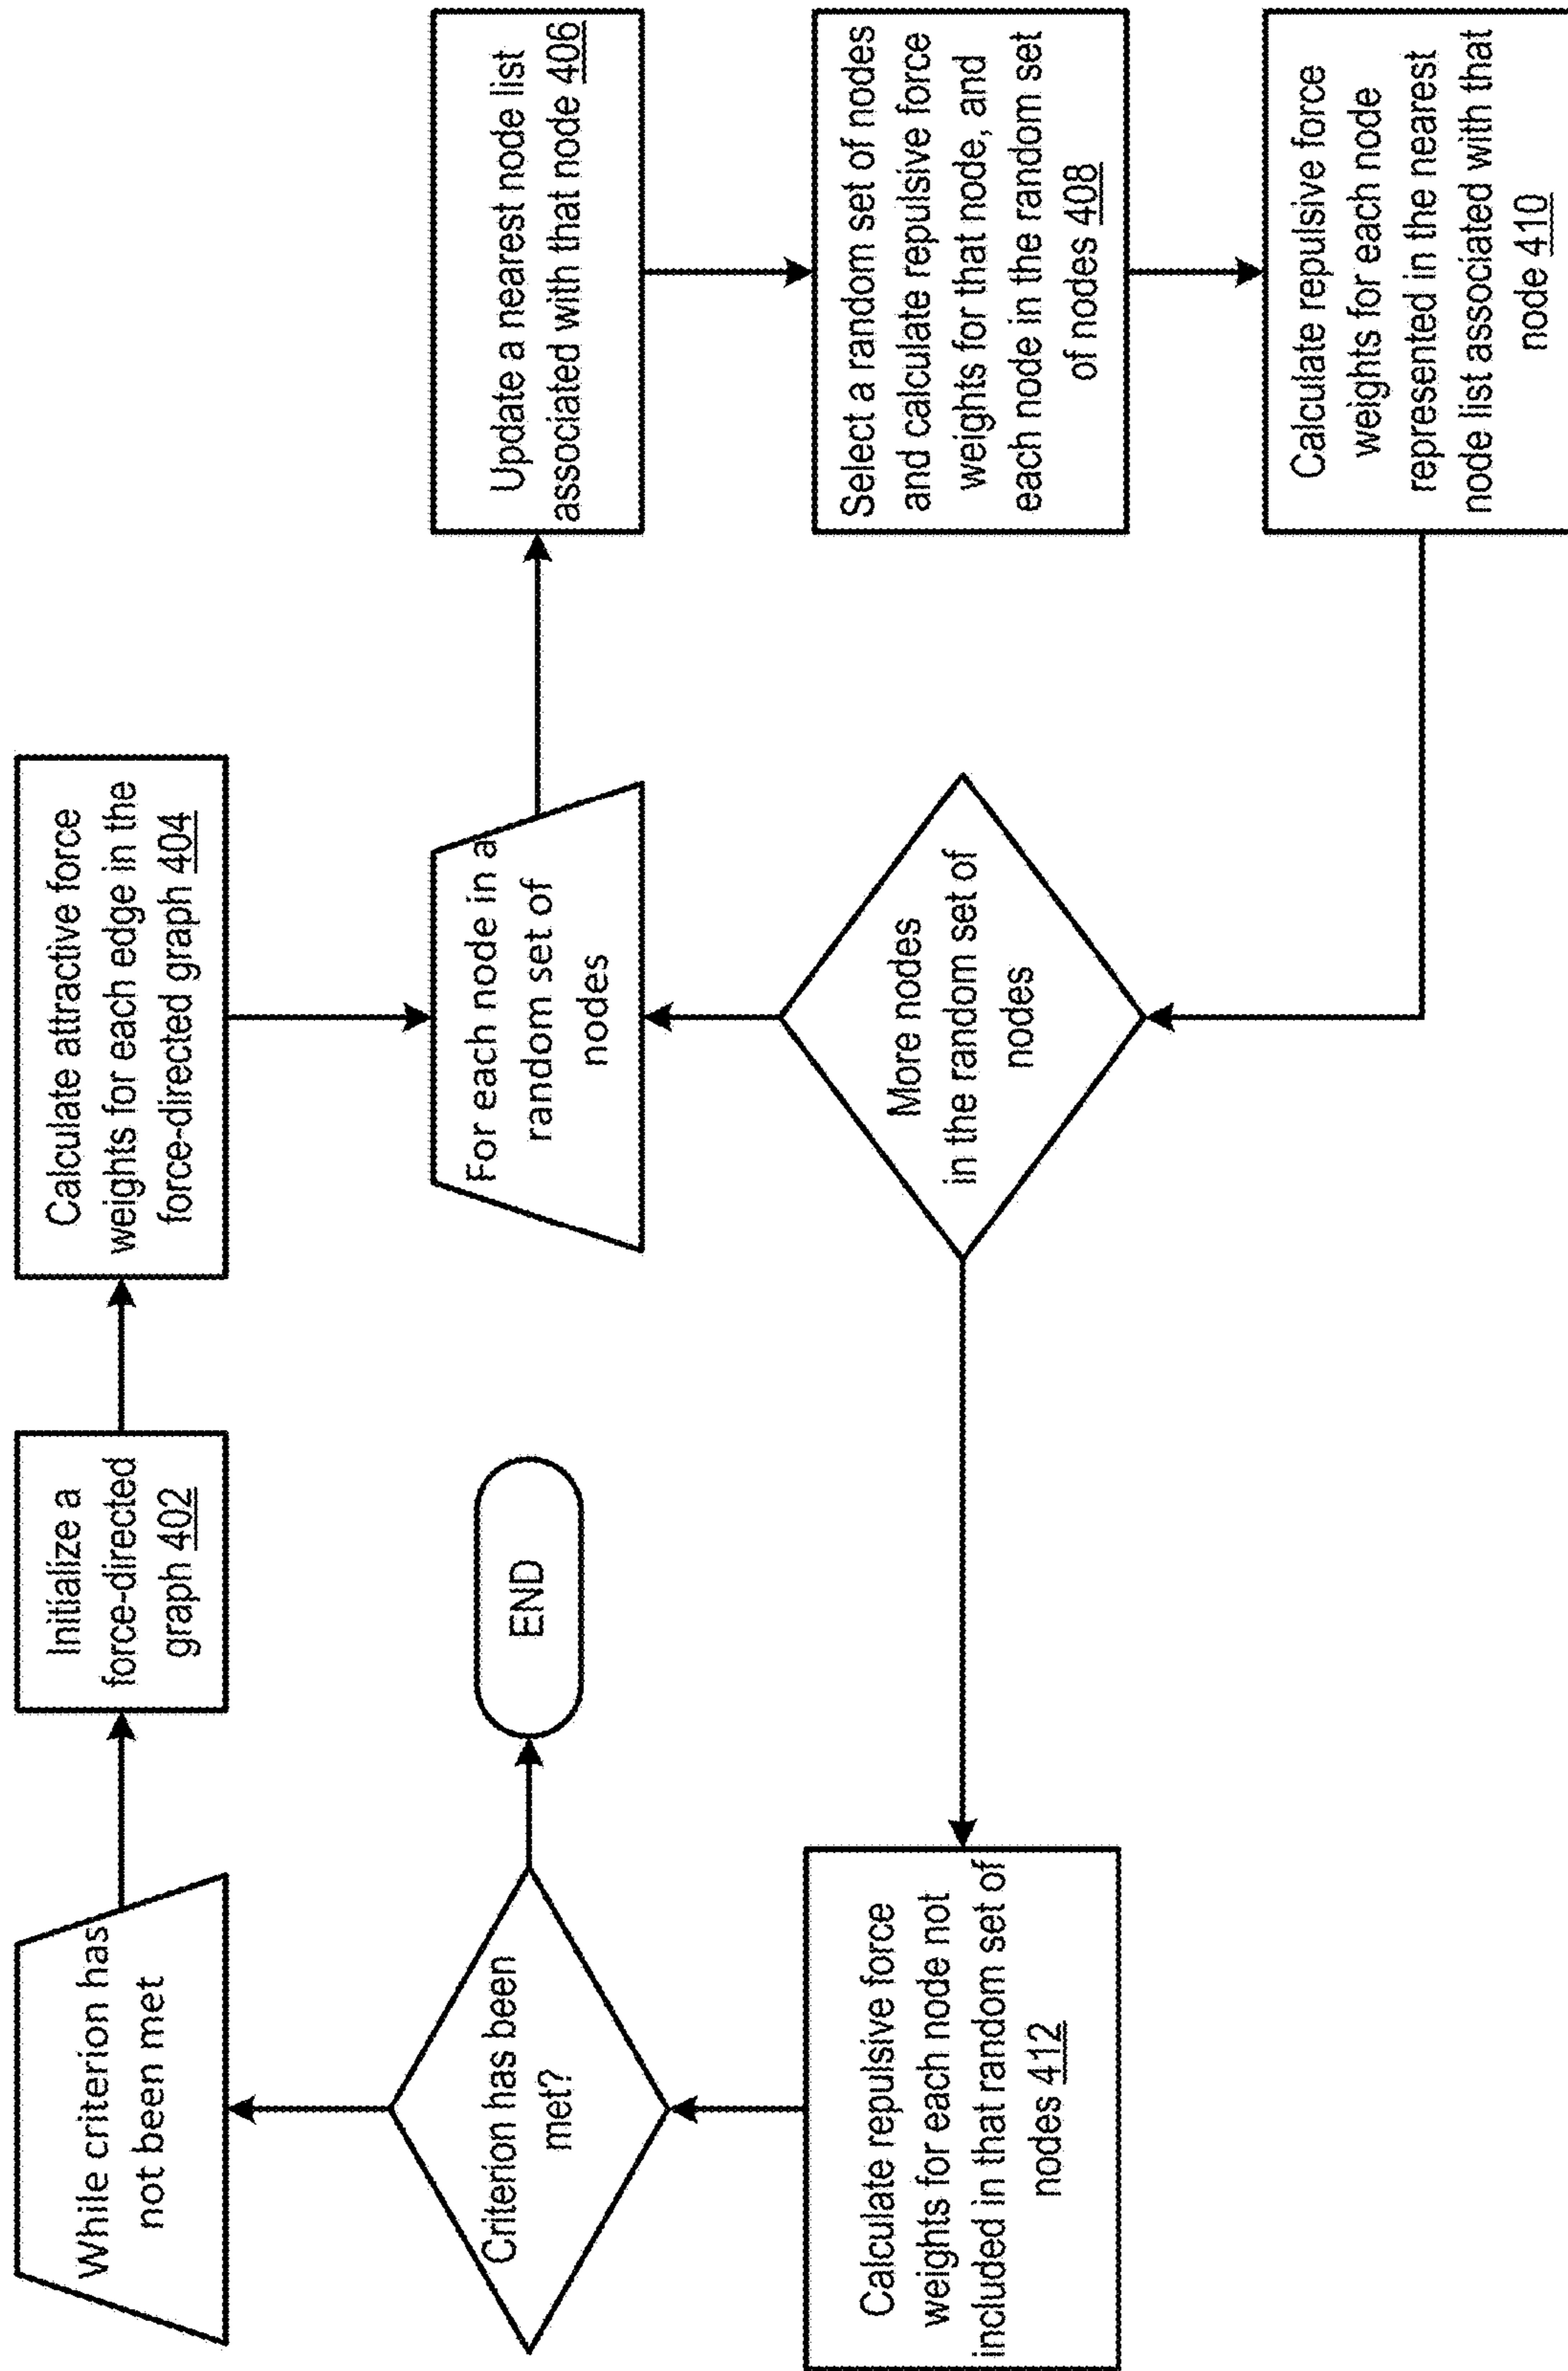 While criterion has
not been met
Initialize a
force-directed
graph 402
Calculate attractive force
weights for each edge in the
force-directed graph 404
For each node in a
random set of
nodes
Update a nearest node list
associated with that node 406
Select a random set of nodes
and calculate repulsive force
weights for that node, and
each node in the random set
of nodes 408
Calculate repulsive force
weights for each node
represented in the nearest
node list associated with that
node 410
More nodes
in the random set of
nodes
Calculate repulsive force
weights for each node not
included in that random set of
nodes 412
Criterion has been
met?
END